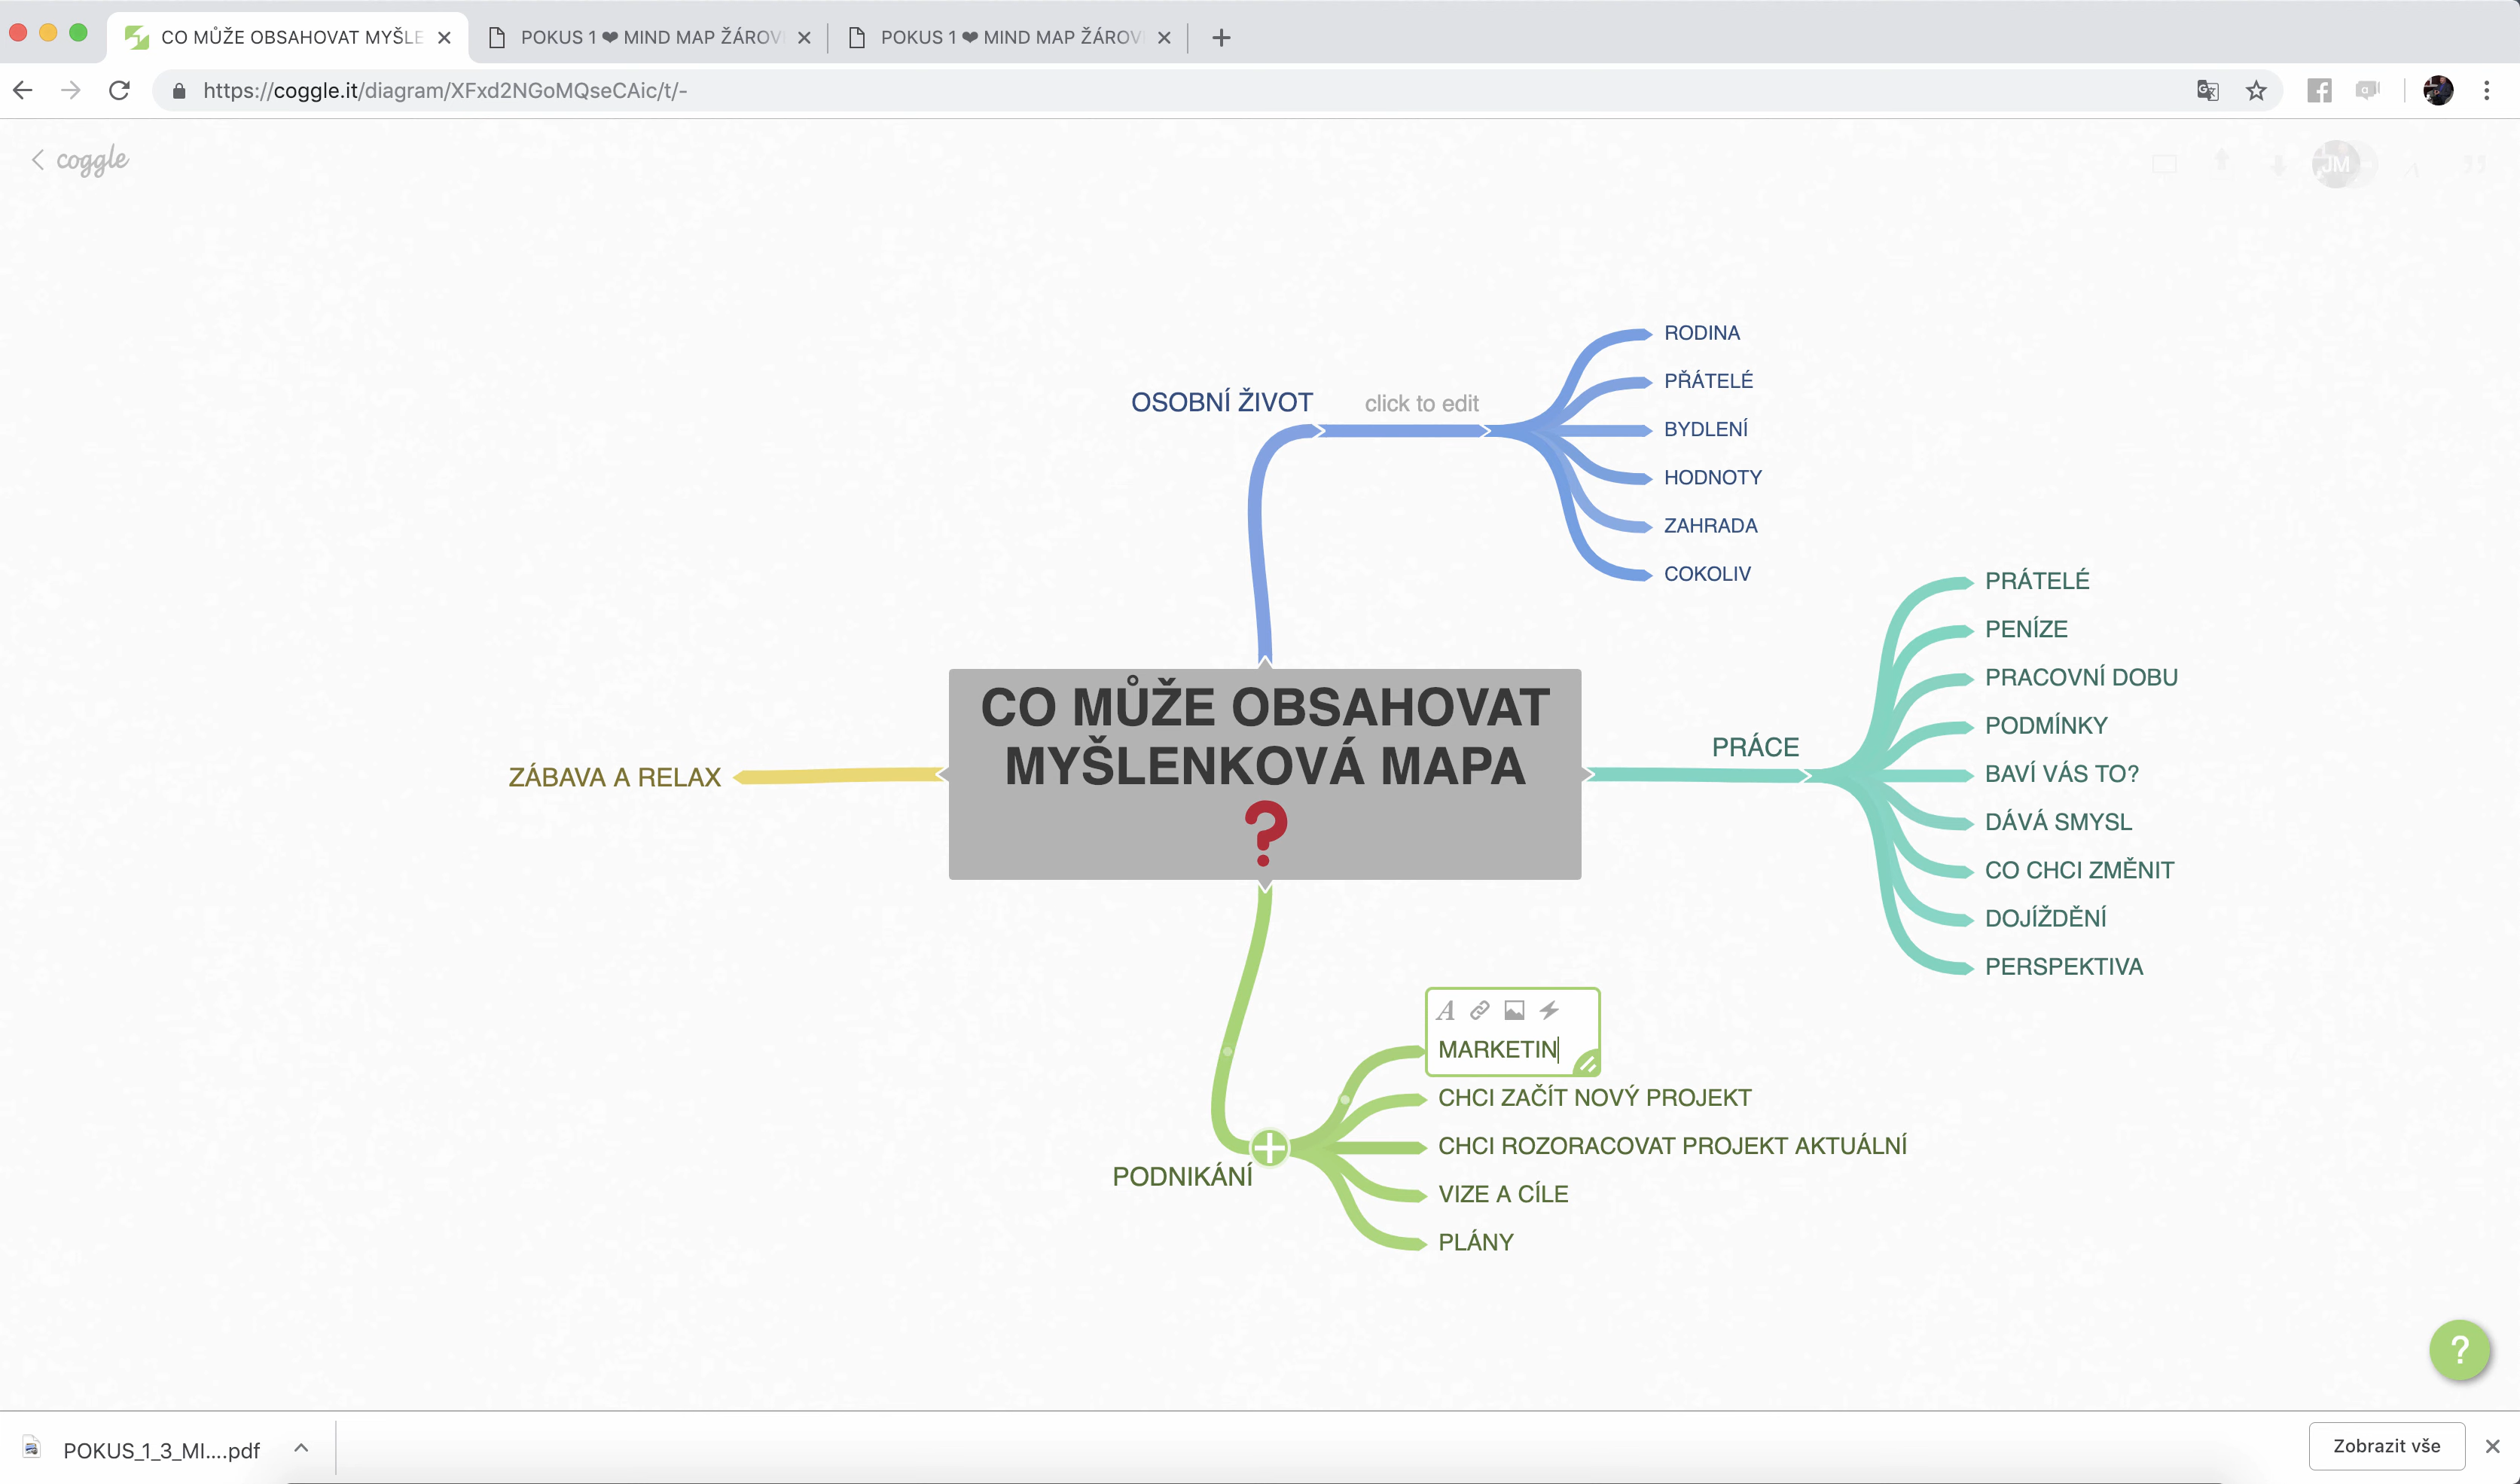 CO MŮŽE OBSAHOVAT MYŠLE
POKUS 1 ❤ MIND MAP ŽÁROV
POKUS 1 ❤ MIND MAP ŽÁROV
https://coggle.it/diagram/XFxd2NGoMQseCAic/t/-
coggle
JM
RODINA
OSOBNÍ ŽIVOT
click to edit
PŘÁTELÉ
BYDLENÍ
HODNOTY
ZAHRADA
COKOLIV
PRÁTELÉ
PENÍZE
PRACOVNÍ DOBU
PODMÍNKY
PRÁCE
BAVÍ VÁS TO?
DÁVÁ SMYSL
CO CHCI ZMĚNIT
DOJÍŽDĚNÍ
PERSPEKTIVA
CO MŮŽE OBSAHOVAT
MYŠLENKOVÁ MAPA
?
ZÁBAVA A RELAX
MARKETIN
CHCI ZAČÍT NOVÝ PROJEKT
CHCI ROZORACOVAT PROJEKT AKTUÁLNÍ
PODNIKÁNÍ
VIZE A CÍLE
PLÁNY
?
POKUS_1_3_MI....pdf
Zobrazit vše